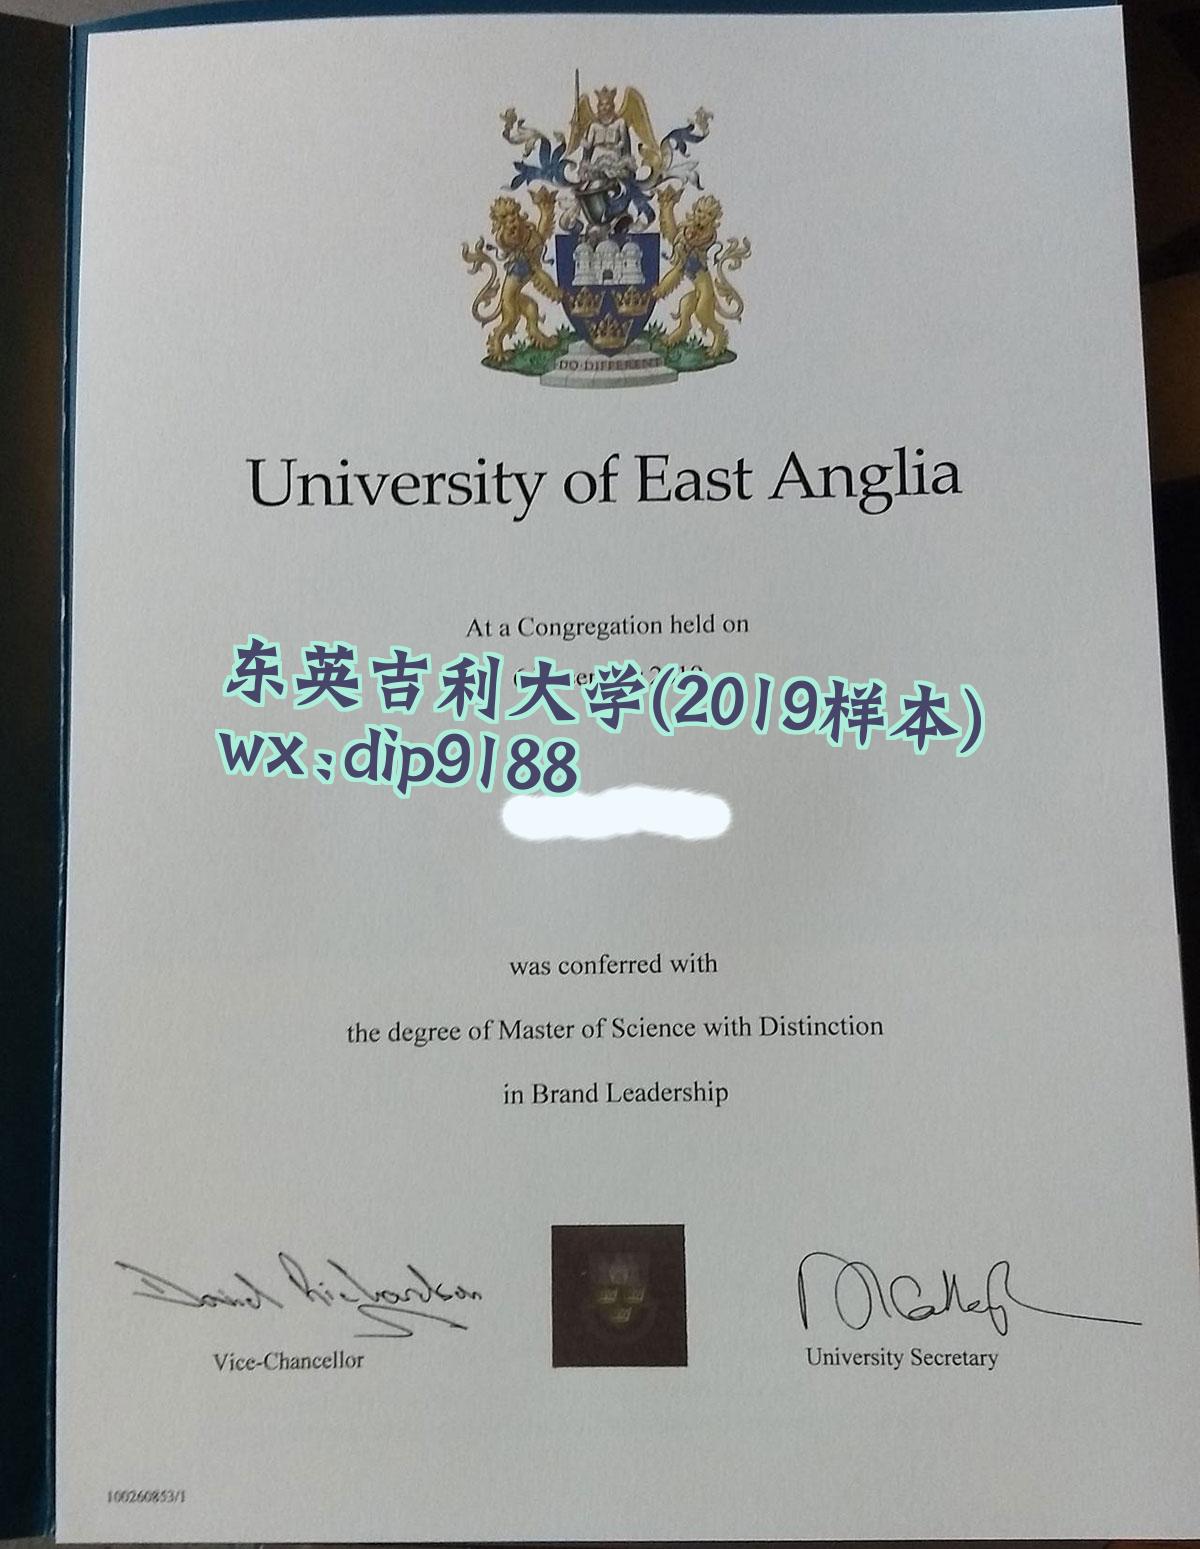 DO·DIFFERENT
University of East Anglia
At a Congregation held on
东英吉利大学(2019样本)
wx:dip9188
was conferred with
the degree of Master of Science with Distinction
in Brand Leadership
Vice-Chancellor
University Secretary
100260853/1